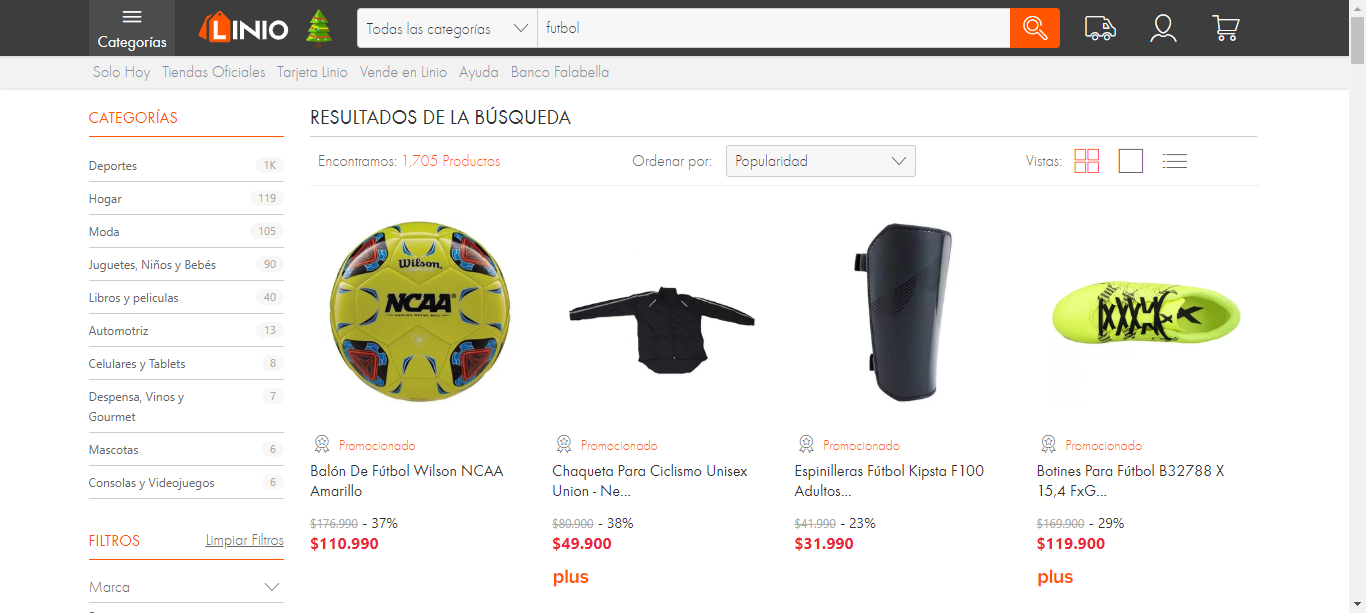 Categorías
LINIO
Todas las categorías
futbol
Solo Hoy Tiendas Oficiales Tarjeta Linio Vende en Linio Ayuda Banco Falabella
CATEGORÍAS
Deportes 1K
Hogar 119
Moda 105
Juguetes, Niños y Bebés 90
Libros y peliculas 40
Automotriz 13
Celulares y Tablets 8
Despensa, Vinos y 7
Gourmet
Mascotas 6
Consolas y Videojuegos 6
FILTROS Limpiar Filtros
Marca
RESULTADOS DE LA BÚSQUEDA
Encontramos: 1,705 Productos
Ordenar por: Popularidad
Vistas:
Wilson.
NCAA
Promocionado
Balón De Fútbol Wilson NCAA
Amarillo
$176.990 - 37%
$110.990
Promocionado
Chaqueta Para Ciclismo Unisex
Union - Ne...
$80.900 - 38%
$49.900
plus
Promocionado
Espinilleras Fútbol Kipsta F100
Adultos...
$41.990 - 23%
$31.990
Promocionado
Botines Para Fútbol B32788 X
15,4 FxG...
$169.900 - 29%
$119.900
plus